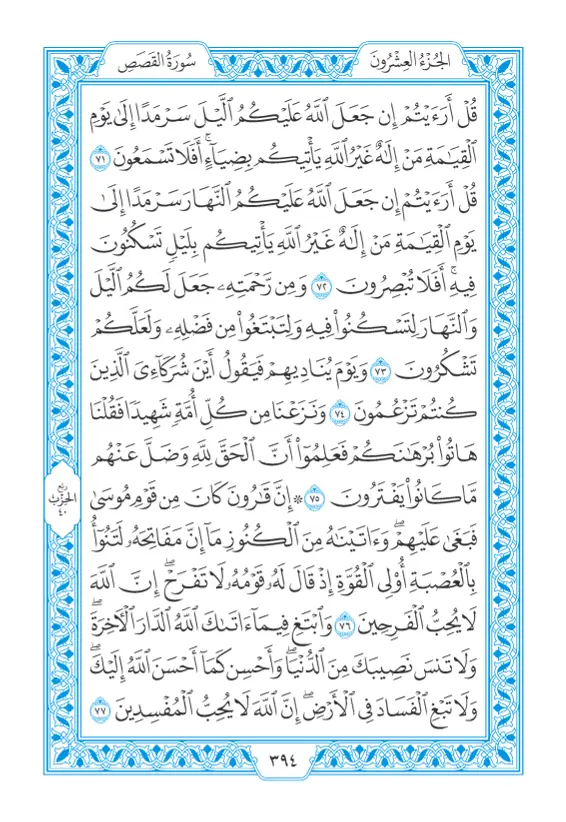 الجُزْءُ العِشْرُونَ
سُورَةُ القَصَصِ
قُلْ أَرَءَيْتُمْ إِن جَعَلَ ٱللَّهُ عَلَيْكُمُ ٱلَّيْلَ سَرْمَدًا إِلَىٰ يَوْمِ
ٱلْقِيَٰمَةِ مَنْ إِلَٰهٌ غَيْرُ ٱللَّهِ يَأْتِيكُم بِضِيَآءٍ ۖ أَفَلَا تَسْمَعُونَ ٧١
قُلْ أَرَءَيْتُمْ إِن جَعَلَ ٱللَّهُ عَلَيْكُمُ ٱلنَّهَارَ سَرْمَدًا إِلَىٰ
يَوْمِ ٱلْقِيَٰمَةِ مَنْ إِلَٰهٌ غَيْرُ ٱللَّهِ يَأْتِيكُم بِلَيْلٍ تَسْكُنُونَ
فِيهِ ۚ أَفَلَا تُبْصِرُونَ ٧٢ وَمِن رَّحْمَتِهِۦ جَعَلَ لَكُمُ ٱلَّيْلَ
وَٱلنَّهَارَ لِتَسْكُنُوا۟ فِيهِ وَلِتَبْتَغُوا۟ مِن فَضْلِهِۦ وَلَعَلَّكُمْ
تَشْكُرُونَ ٧٣ وَيَوْمَ يُنَادِيهِمْ فَيَقُولُ أَيْنَ شُرَكَآءِىَ ٱلَّذِينَ
كُنتُمْ تَزْعُمُونَ ٧٤ وَنَزَعْنَا مِن كُلِّ أُمَّةٍ شَهِيدًا فَقُلْنَا
هَاتُوا۟ بُرْهَٰنَكُمْ فَعَلِمُوٓا۟ أَنَّ ٱلْحَقَّ لِلَّهِ وَضَلَّ عَنْهُم
مَّا كَانُوا۟ يَفْتَرُونَ ٧٥ ۞ إِنَّ قَٰرُونَ كَانَ مِن قَوْمِ مُوسَىٰ
فَبَغَىٰ عَلَيْهِمْ ۖ وَءَاتَيْنَٰهُ مِنَ ٱلْكُنُوزِ مَآ إِنَّ مَفَاتِحَهُۥ لَتَنُوٓأُ
بِٱلْعُصْبَةِ أُو۟لِى ٱلْقُوَّةِ إِذْ قَالَ لَهُۥ قَوْمُهُۥ لَا تَفْرَحْ ۖ إِنَّ ٱللَّهَ
لَا يُحِبُّ ٱلْفَرِحِينَ ٧٦ وَٱبْتَغِ فِيمَآ ءَاتَىٰكَ ٱللَّهُ ٱلدَّارَ ٱلْءَاخِرَةَ ۖ
وَلَا تَنسَ نَصِيبَكَ مِنَ ٱلدُّنْيَا ۖ وَأَحْسِن كَمَآ أَحْسَنَ ٱللَّهُ إِلَيْكَ ۖ
وَلَا تَبْغِ ٱلْفَسَادَ فِى ٱلْأَرْضِ ۖ إِنَّ ٱللَّهَ لَا يُحِبُّ ٱلْمُفْسِدِينَ ٧٧
رُبْع
الحِزْب
٤٠
٣٩٤